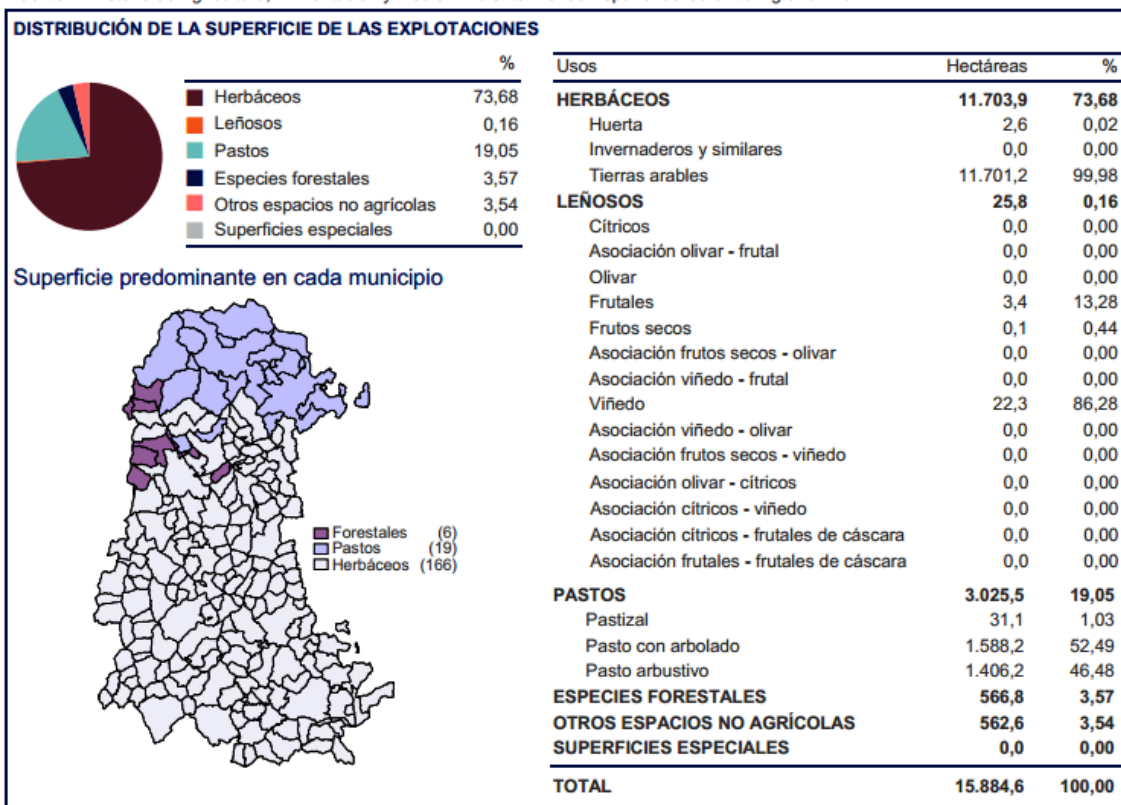 DISTRIBUCIÓN DE LA SUPERFICIE DE LAS EXPLOTACIONES
%
Herbáceos 73,68
Leñosos 0,16
Pastos 19,05
Especies forestales 3,57
Otros espacios no agrícolas 3,54
Superficies especiales 0,00
Superficie predominante en cada municipio
Forestales (6)
Pastos (19)
Herbáceos (166)
Usos Hectáreas %
HERBÁCEOS 11.703,9 73,68
Huerta 2,6 0,02
Invernaderos y similares 0,0 0,00
Tierras arables 11.701,2 99,98
LEÑOSOS 25,8 0,16
Cítricos 0,0 0,00
Asociación olivar - frutal 0,0 0,00
Olivar 0,0 0,00
Frutales 3,4 13,28
Frutos secos 0,1 0,44
Asociación frutos secos - olivar 0,0 0,00
Asociación viñedo - frutal 0,0 0,00
Viñedo 22,3 86,28
Asociación viñedo - olivar 0,0 0,00
Asociación frutos secos - viñedo 0,0 0,00
Asociación olivar - cítricos 0,0 0,00
Asociación cítricos - viñedo 0,0 0,00
Asociación cítricos - frutales de cáscara 0,0 0,00
Asociación frutales - frutales de cáscara 0,0 0,00
PASTOS 3.025,5 19,05
Pastizal 31,1 1,03
Pasto con arbolado 1.588,2 52,49
Pasto arbustivo 1.406,2 46,48
ESPECIES FORESTALES 566,8 3,57
OTROS ESPACIOS NO AGRÍCOLAS 562,6 3,54
SUPERFICIES ESPECIALES 0,0 0,00
TOTAL 15.884,6 100,00